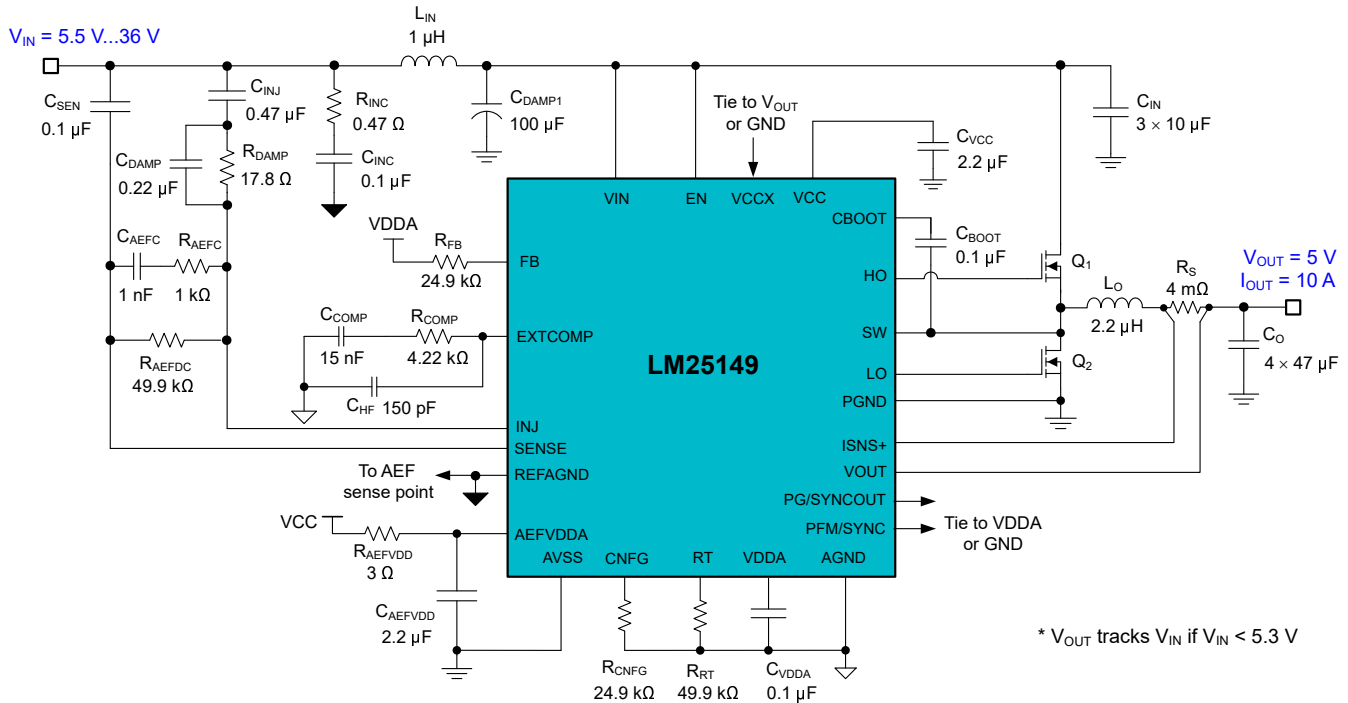 V_IN = 5.5 V...36 V
L_IN
1 µH
C_SEN
0.1 µF
C_INJ
0.47 µF
C_DAMP
0.22 µF
R_DAMP
17.8 Ω
R_INC
0.47 Ω
C_INC
0.1 µF
C_DAMP1
100 µF
Tie to V_OUT
or GND
C_VCC
2.2 µF
C_IN
3 × 10 µF
C_AEFC
1 nF
R_AEFC
1 kΩ
R_AEFDC
49.9 kΩ
VDDA
R_FB
24.9 kΩ
C_COMP
15 nF
R_COMP
4.22 kΩ
C_HF 150 pF
To AEF
sense point
VCC
R_AEFVDD
3 Ω
C_AEFVDD
2.2 µF
VIN
EN
VCCX
VCC
FB
EXTCOMP
INJ
SENSE
REFAGND
AEFVDDA
AVSS
CNFG
RT
VDDA
AGND
LM25149
CBOOT
HO
SW
LO
PGND
ISNS+
VOUT
PG/SYNCOUT
PFM/SYNC
C_BOOT
0.1 µF
Q_1
Q_2
L_O
2.2 µH
R_S
4 mΩ
V_OUT = 5 V
I_OUT = 10 A
C_O
4 × 47 µF
Tie to VDDA
or GND
R_CNFG
24.9 kΩ
R_RT
49.9 kΩ
C_VDDA
0.1 µF
* V_OUT tracks V_IN if V_IN < 5.3 V